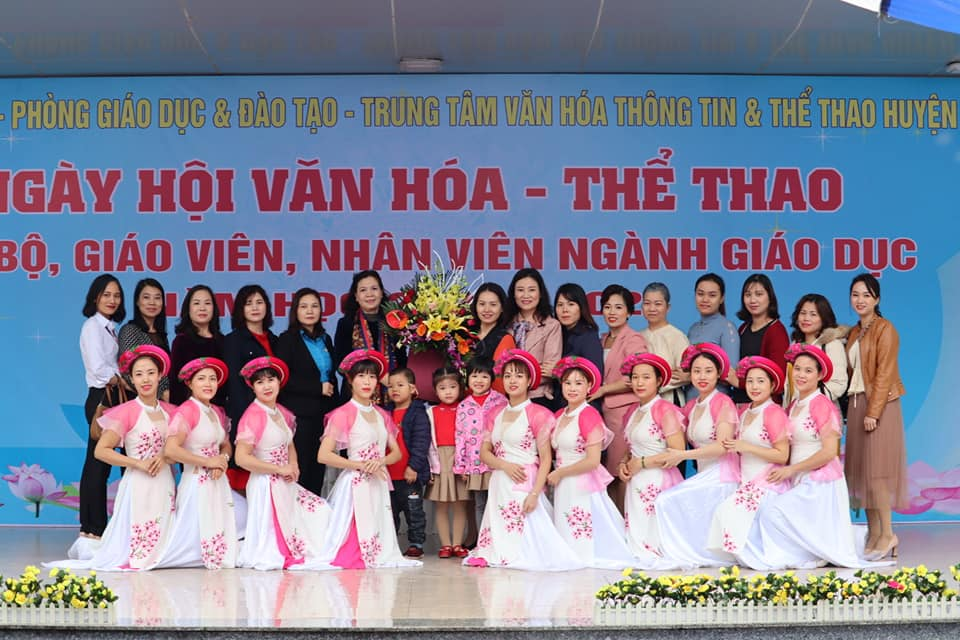 - PHÒNG GIÁO DỤC & ĐÀO TẠO - TRUNG TÂM VĂN HÓA THÔNG TIN & THỂ THAO HUYỆN
NGÀY HỘI VĂN HÓA - THỂ THAO
BỘ, GIÁO VIÊN, NHÂN VIÊN NGÀNH GIÁO DỤC
HỌC